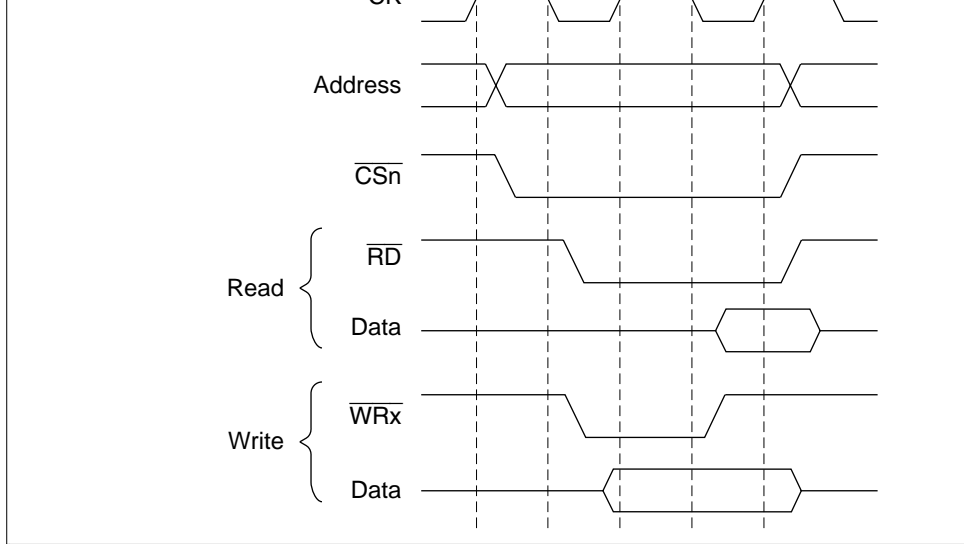 Address
CSn
RD
Read
Data
WRx
Write
Data